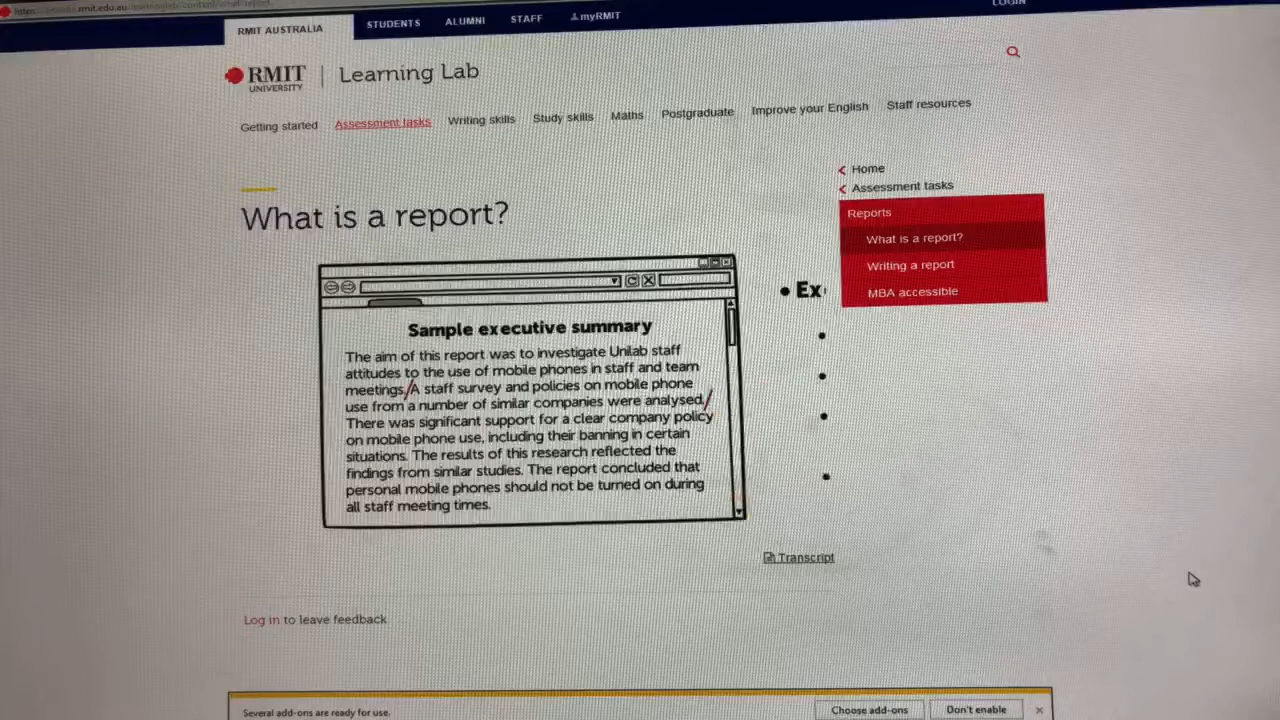 rmit.edu.au
LOGIN
RMIT AUSTRALIA
STUDENTS
ALUMNI
STAFF
myRMIT
RMIT
UNIVERSITY
Learning Lab
Getting started
Assessment tasks
Writing skills
Study skills
Maths
Postgraduate
Improve your English
Staff resources
Home
Assessment tasks
Reports
What is a report?
Writing a report
MBA accessible
What is a report?
Sample executive summary
The aim of this report was to investigate Unilab staff
attitudes to the use of mobile phones in staff and team
meetings./A staff survey and policies on mobile phone
use from a number of similar companies were analysed./
There was significant support for a clear company policy
on mobile phone use, including their banning in certain
situations. The results of this research reflected the
findings from similar studies. The report concluded that
personal mobile phones should not be turned on during
all staff meeting times.
• Ex
Transcript
Log in to leave feedback
Several add-ons are ready for use.
Choose add-ons
Don't enable